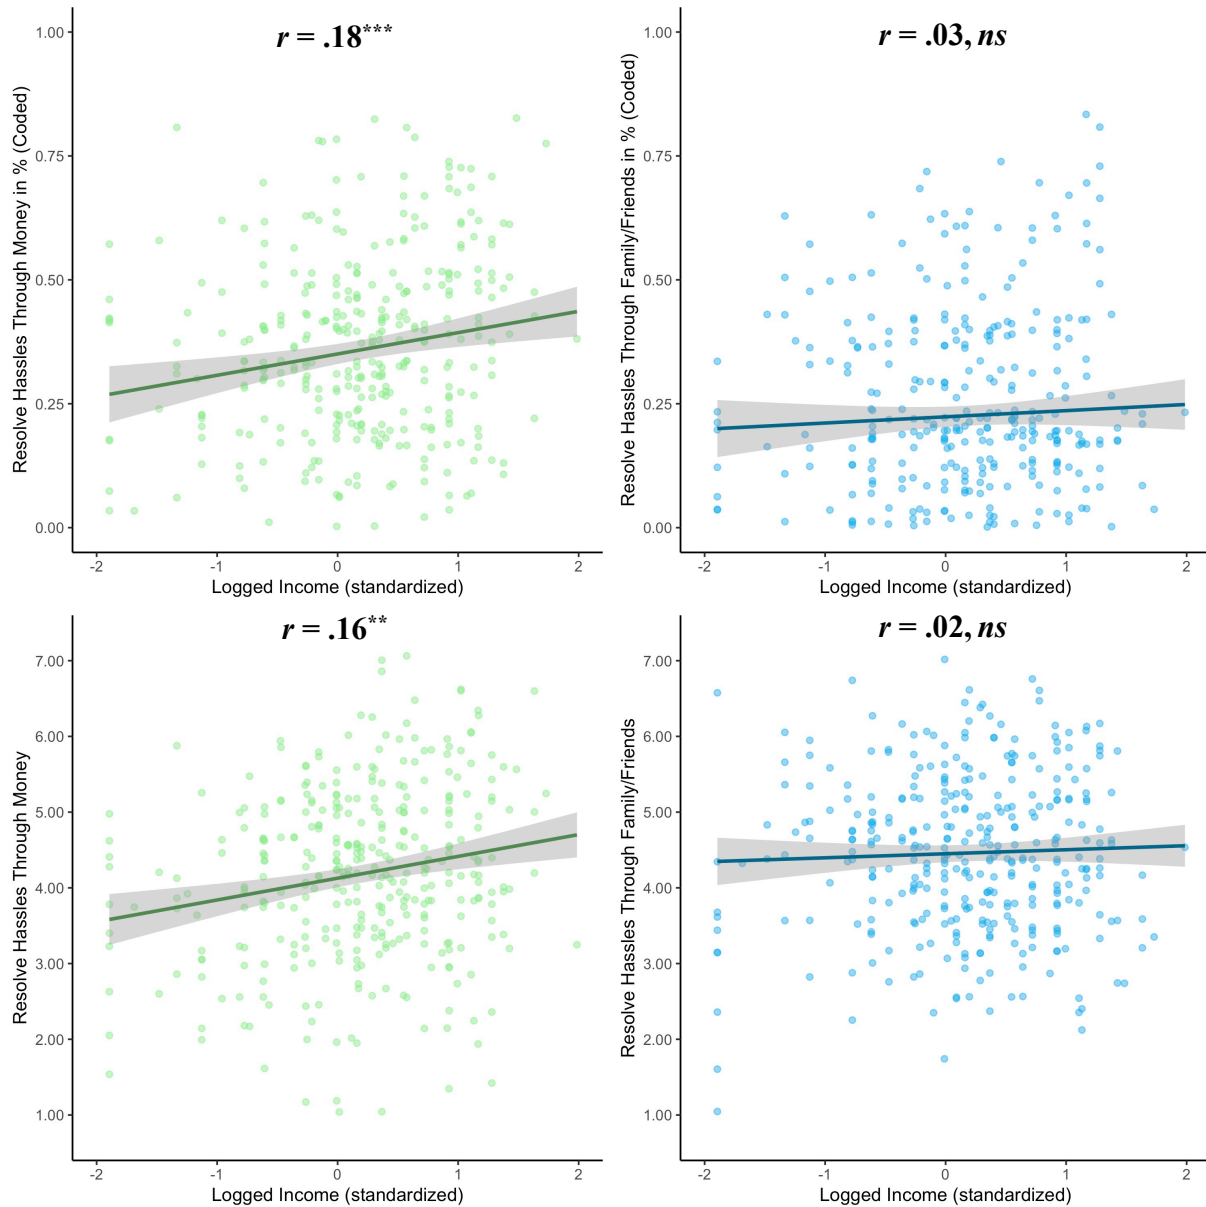 r = .18***
Resolve Hassles Through Money in % (Coded)
1.00
0.75
0.50
0.25
0.00
-2 -1 0 1 2
Logged Income (standardized)
r = .03, ns
Resolve Hassles Through Family/Friends in % (Coded)
1.00
0.75
0.50
0.25
0.00
-2 -1 0 1 2
Logged Income (standardized)
r = .16**
Resolve Hassles Through Money
7.00
6.00
5.00
4.00
3.00
2.00
1.00
-2 -1 0 1 2
Logged Income (standardized)
r = .02, ns
Resolve Hassles Through Family/Friends
7.00
6.00
5.00
4.00
3.00
2.00
1.00
-2 -1 0 1 2
Logged Income (standardized)